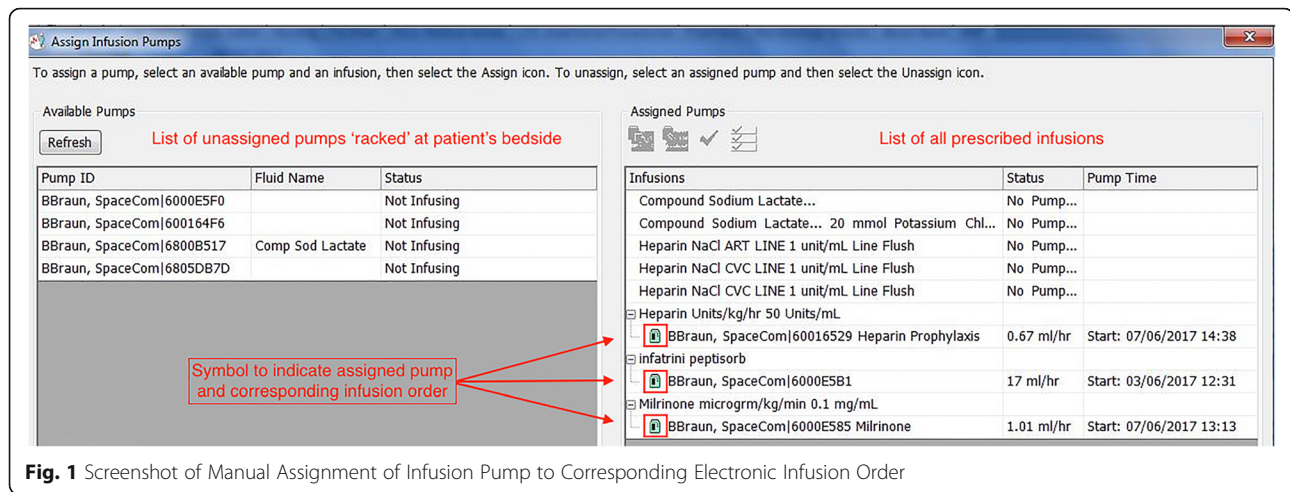 Assign Infusion Pumps
To assign a pump, select an available pump and an infusion, then select the Assign icon. To unassign, select an assigned pump and then select the Unassign icon.
Available Pumps
Refresh
List of unassigned pumps 'racked' at patient's bedside
Pump ID Fluid Name Status
BBraun, SpaceCom|6000E5F0 Not Infusing
BBraun, SpaceCom|600164F6 Not Infusing
BBraun, SpaceCom|6800B517 Comp Sod Lactate Not Infusing
BBraun, SpaceCom|6805DB7D Not Infusing
Symbol to indicate assigned pump
and corresponding infusion order
Assigned Pumps
List of all prescribed infusions
Infusions Status Pump Time
Compound Sodium Lactate... No Pump...
Compound Sodium Lactate... 20 mmol Potassium Chl... No Pump...
Heparin NaCl ART LINE 1 unit/mL Line Flush No Pump...
Heparin NaCl CVC LINE 1 unit/mL Line Flush No Pump...
Heparin NaCl CVC LINE 1 unit/mL Line Flush No Pump...
Heparin Units/kg/hr 50 Units/mL
BBraun, SpaceCom|60016529 Heparin Prophylaxis 0.67 ml/hr Start: 07/06/2017 14:38
infatrini peptisorb
BBraun, SpaceCom|6000E5B1 17 ml/hr Start: 03/06/2017 12:31
Milrinone microgrm/kg/min 0.1 mg/mL
BBraun, SpaceCom|6000E585 Milrinone 1.01 ml/hr Start: 07/06/2017 13:13
Fig. 1 Screenshot of Manual Assignment of Infusion Pump to Corresponding Electronic Infusion Order